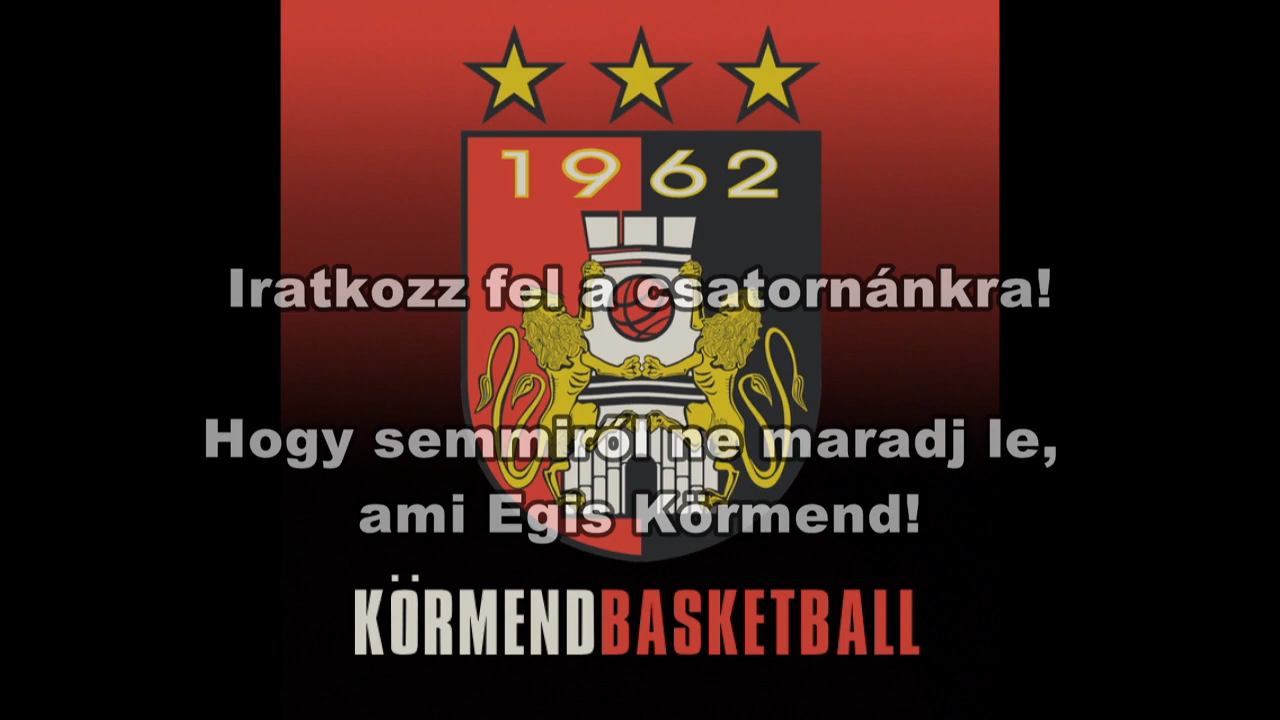 1962
Iratkozz fel a csatornánkra!
Hogy semmiről ne maradj le,
ami Egis Körmend!
KÖRMENDBASKETBALL